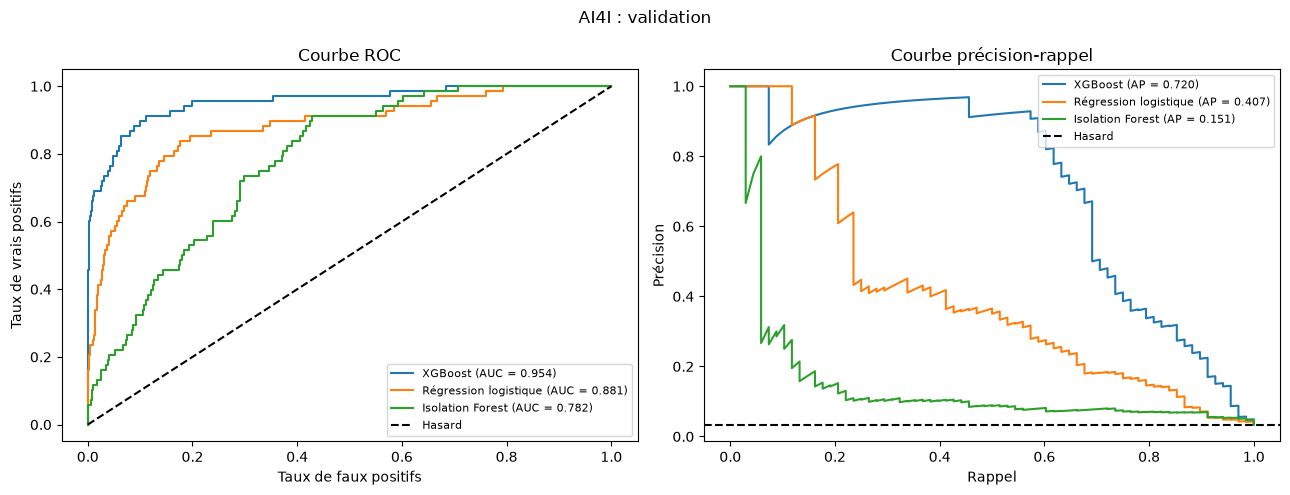 AI4I : validation
Courbe ROC
Taux de vrais positifs
1.0
0.8
0.6
0.4
0.2
0.0
0.0 0.2 0.4 0.6 0.8 1.0
Taux de faux positifs
XGBoost (AUC = 0.954)
Régression logistique (AUC = 0.881)
Isolation Forest (AUC = 0.782)
Hasard
Courbe précision-rappel
Précision
1.0
0.8
0.6
0.4
0.2
0.0
0.0 0.2 0.4 0.6 0.8 1.0
Rappel
XGBoost (AP = 0.720)
Régression logistique (AP = 0.407)
Isolation Forest (AP = 0.151)
Hasard